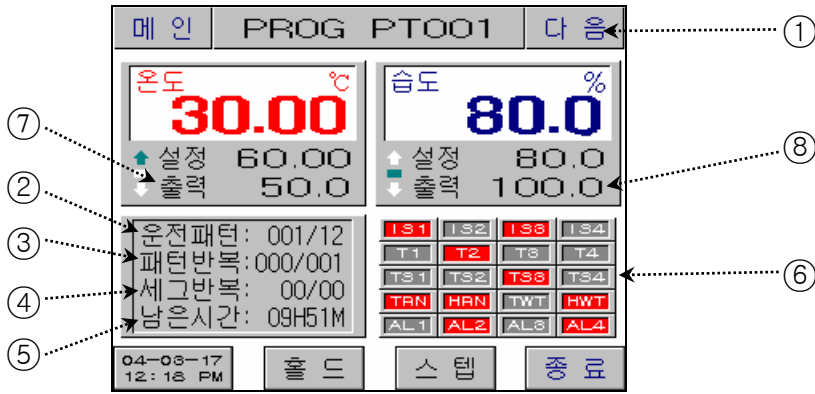 메 인 PROG PT001 다 음 ①
온도 ℃ 습도 %
30.00 80.0
⑦ 설정 60.00 설정 80.0 ⑧
출력 50.0 출력 100.0
② 운전패턴: 001/12 IS1 IS2 IS3 IS4
③ 패턴반복:000/001 T1 T2 T3 T4
④ 세그반복: 00/00 TS1 TS2 TS3 TS4 ⑥
⑤ 남은시간: 09H51M TRN HRN TWT HWT
AL1 AL2 AL3 AL4
04-03-17
12:18 PM 홀 드 스 텝 종 료